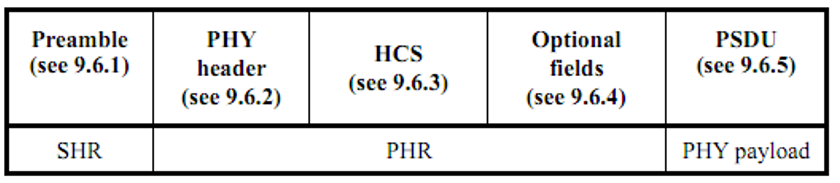 Preamble
(see 9.6.1)
PHY
header
(see 9.6.2)
HCS
(see 9.6.3)
Optional
fields
(see 9.6.4)
PSDU
(see 9.6.5)
SHR
PHR
PHY payload